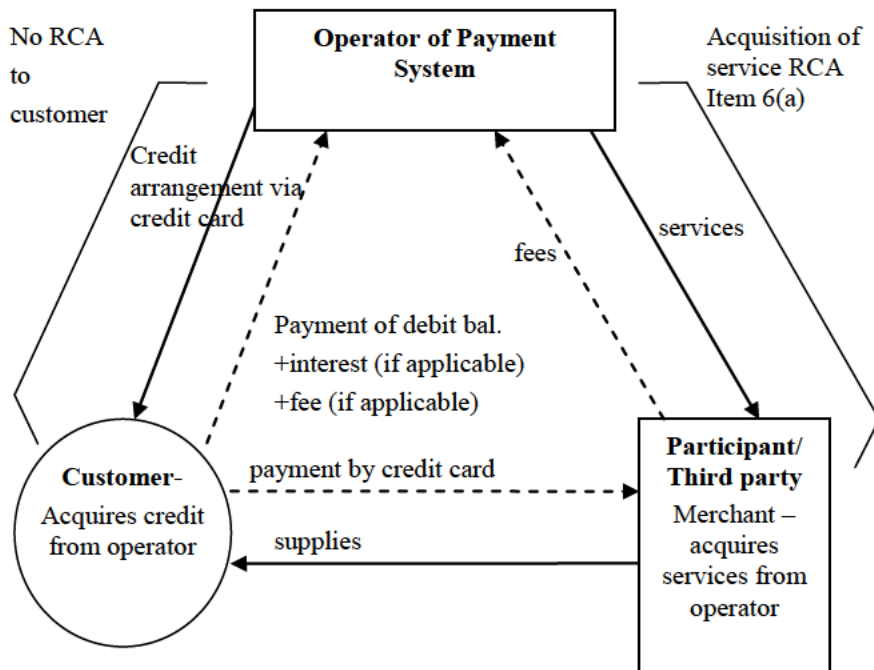 No RCA
to
customer
Operator of Payment
System
Acquisition of
service RCA
Item 6(a)
Credit
arrangement via
credit card
services
fees
Payment of debit bal.
+interest (if applicable)
+fee (if applicable)
Customer-
Acquires credit
from operator
payment by credit card
supplies
Participant/
Third party
Merchant –
acquires
services from
operator